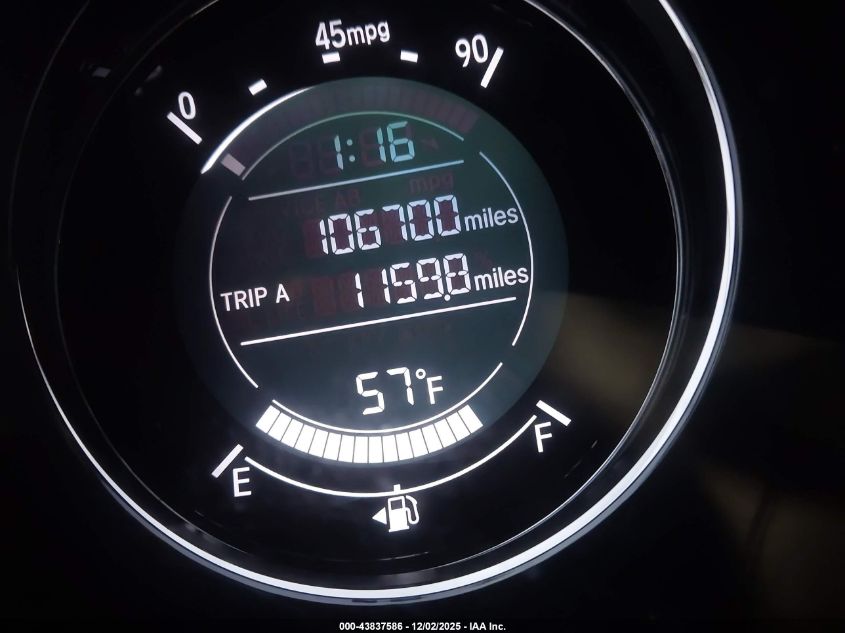 45mpg
0 90
1:16
106700 miles
TRIP A 1159.8 miles
57°F
E F
000-43837586 - 12/02/2025 - IAA Inc.